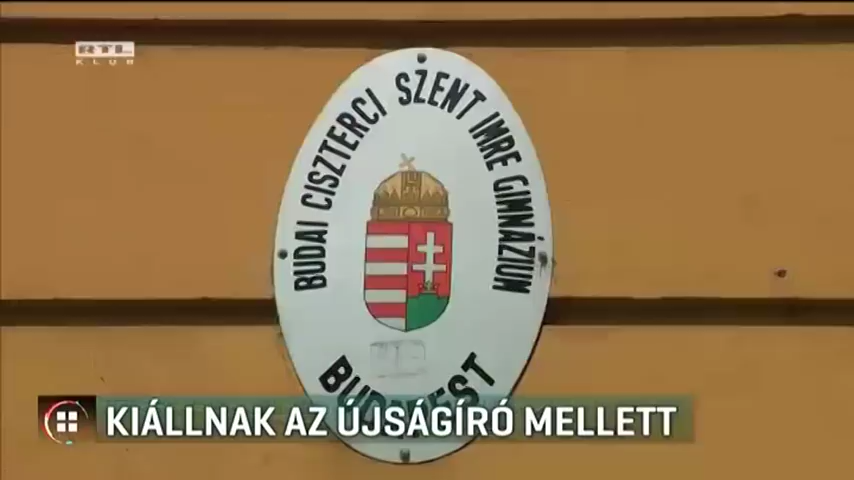 RTL
KLUB
BUDAI CISZTERCI SZENT IMRE GIMNÁZIUM
BUDAPEST
KIÁLLNAK AZ ÚJSÁGÍRÓ MELLETT